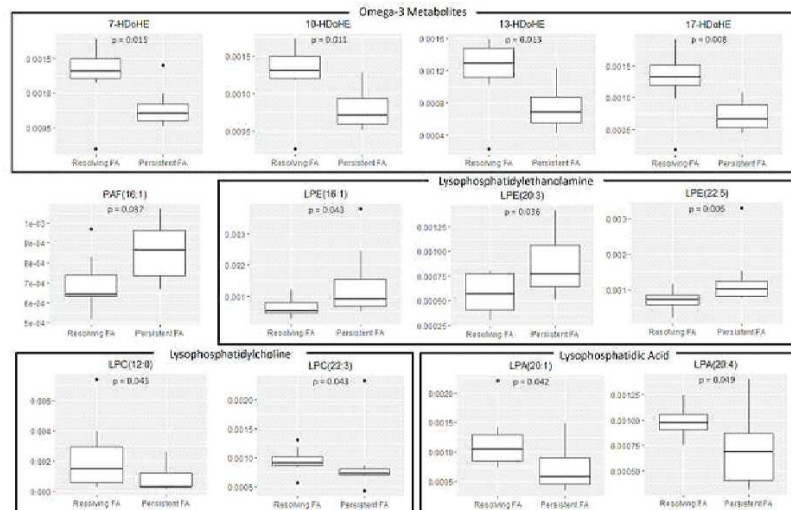 Omega-3 Metabolites
7-HDoHE
10-HDoHE
13-HDoHE
17-HDoHE
p = 0.015
p = 0.011
p = 0.013
p = 0.008
0.0015
0.0010
0.0005
0.0015
0.0010
0.0005
0.0016
0.0012
0.0008
0.0004
0.0015
0.0010
0.0005
Resolving FA Persistent FA
Resolving FA Persistent FA
Resolving FA Persistent FA
Resolving FA Persistent FA
Lysophosphatidylethanolamine
PAF(16:1)
LPE(16:1)
LPE(20:3)
LPE(22:5)
p = 0.037
p = 0.043
p = 0.036
p = 0.006
1e-03
9e-04
8e-04
7e-04
6e-04
5e-04
0.003
0.002
0.001
0.00125
0.00100
0.00075
0.00050
0.00025
0.003
0.002
0.001
Resolving FA Persistent FA
Resolving FA Persistent FA
Resolving FA Persistent FA
Resolving FA Persistent FA
Lysophosphatidylcholine
Lysophosphatidic Acid
LPC(12:0)
LPC(22:3)
LPA(20:1)
LPA(20:4)
p = 0.043
p = 0.043
p = 0.042
p = 0.049
0.006
0.004
0.002
0.000
0.0020
0.0015
0.0010
0.0005
0.0020
0.0015
0.0010
0.0005
0.00125
0.00100
0.00075
0.00050
Resolving FA Persistent FA
Resolving FA Persistent FA
Resolving FA Persistent FA
Resolving FA Persistent FA